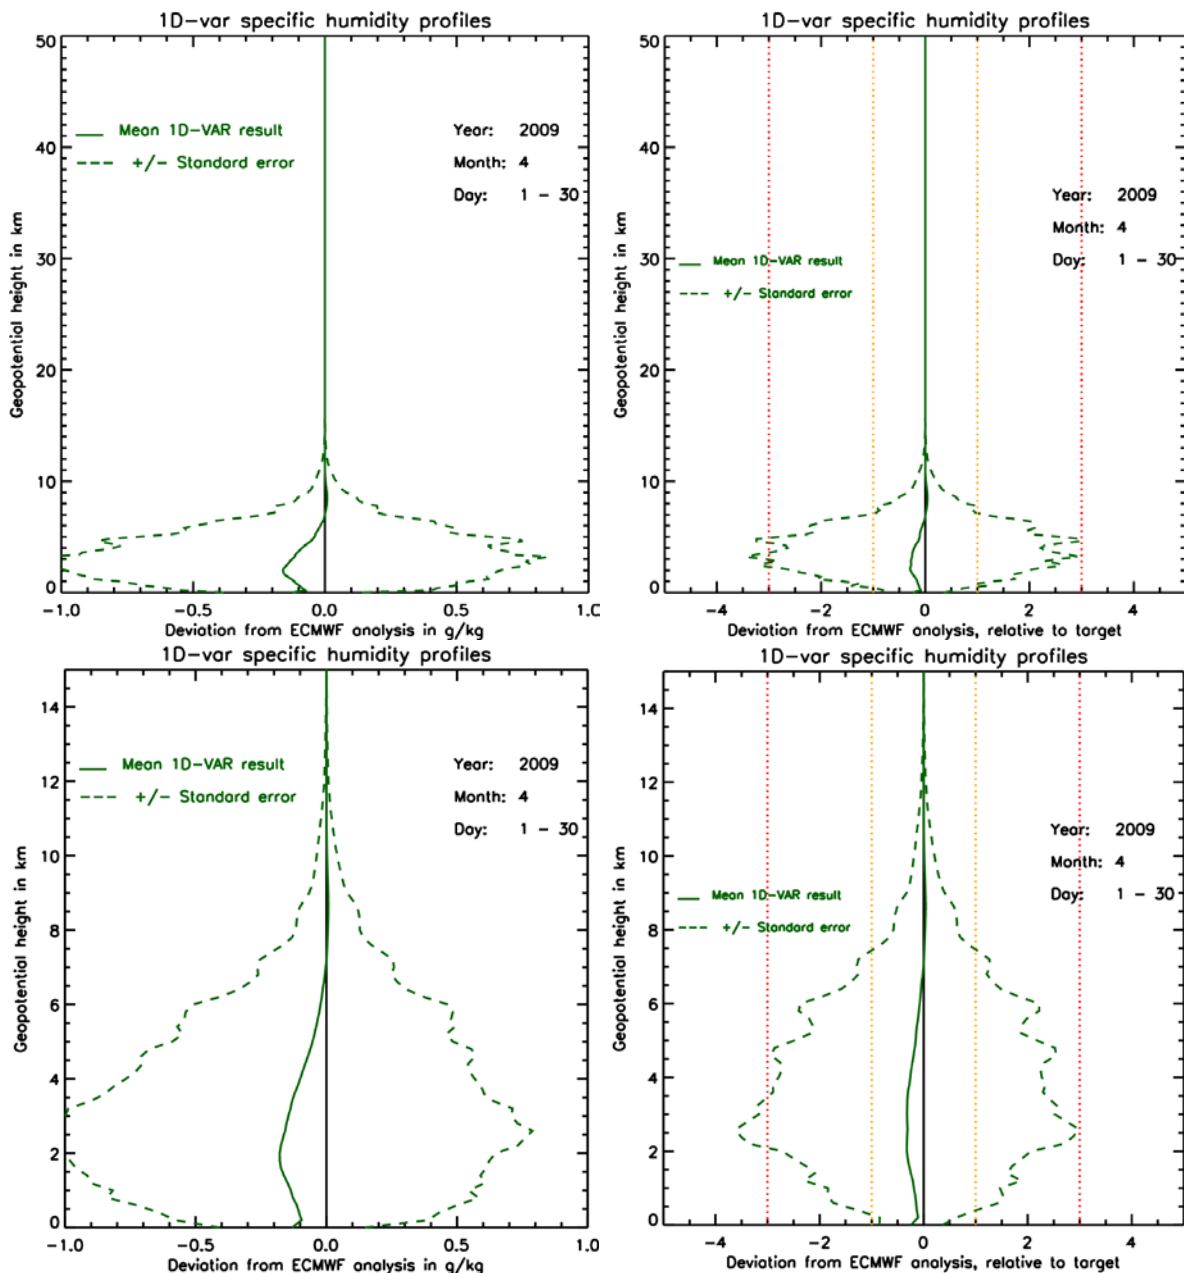 1D-var specific humidity profiles
50
40
30
20
10
0
Geopotential height in km
Mean 1D-VAR result
+/- Standard error
Year: 2009
Month: 4
Day: 1 - 30
-1.0 -0.5 0.0 0.5 1.0
Deviation from ECMWF analysis in g/kg
1D-var specific humidity profiles
50
40
30
20
10
0
Geopotential height in km
Year: 2009
Month: 4
Day: 1 - 30
Mean 1D-VAR result
+/- Standard error
-4 -2 0 2 4
Deviation from ECMWF analysis, relative to target
1D-var specific humidity profiles
14
12
10
8
6
4
2
0
Geopotential height in km
Mean 1D-VAR result
+/- Standard error
Year: 2009
Month: 4
Day: 1 - 30
-1.0 -0.5 0.0 0.5 1.0
Deviation from ECMWF analysis in g/kg
1D-var specific humidity profiles
14
12
10
8
6
4
2
0
Geopotential height in km
Year: 2009
Month: 4
Day: 1 - 30
Mean 1D-VAR result
+/- Standard error
-4 -2 0 2 4
Deviation from ECMWF analysis, relative to target